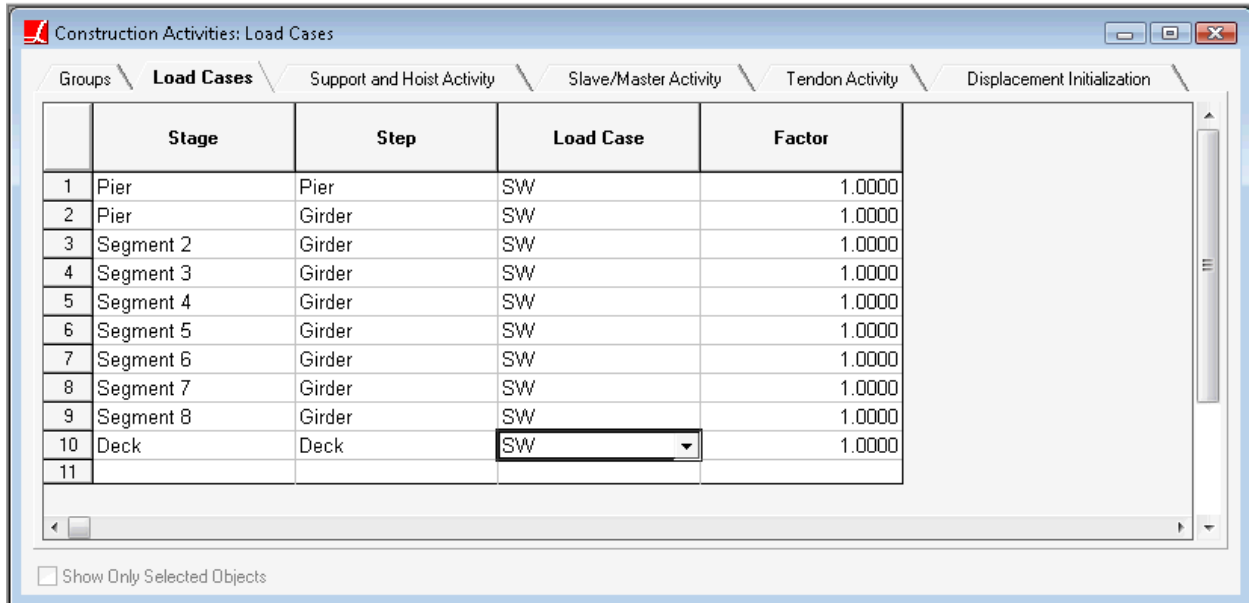 Construction Activities: Load Cases
Groups Load Cases Support and Hoist Activity Slave/Master Activity Tendon Activity Displacement Initialization
Stage Step Load Case Factor
1 Pier Pier SW 1.0000
2 Pier Girder SW 1.0000
3 Segment 2 Girder SW 1.0000
4 Segment 3 Girder SW 1.0000
5 Segment 4 Girder SW 1.0000
6 Segment 5 Girder SW 1.0000
7 Segment 6 Girder SW 1.0000
8 Segment 7 Girder SW 1.0000
9 Segment 8 Girder SW 1.0000
10 Deck Deck SW 1.0000
11
Show Only Selected Objects